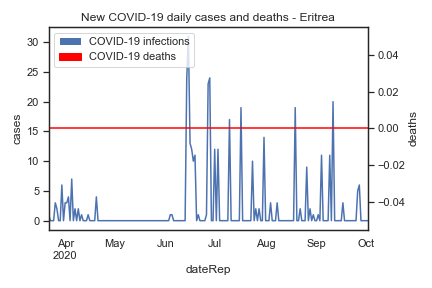 New COVID-19 daily cases and deaths - Eritrea
COVID-19 infections
COVID-19 deaths
cases
30
25
20
15
10
5
0
deaths
0.04
0.02
0.00
−0.02
−0.04
Apr
2020
May
Jun
Jul
Aug
Sep
Oct
dateRep